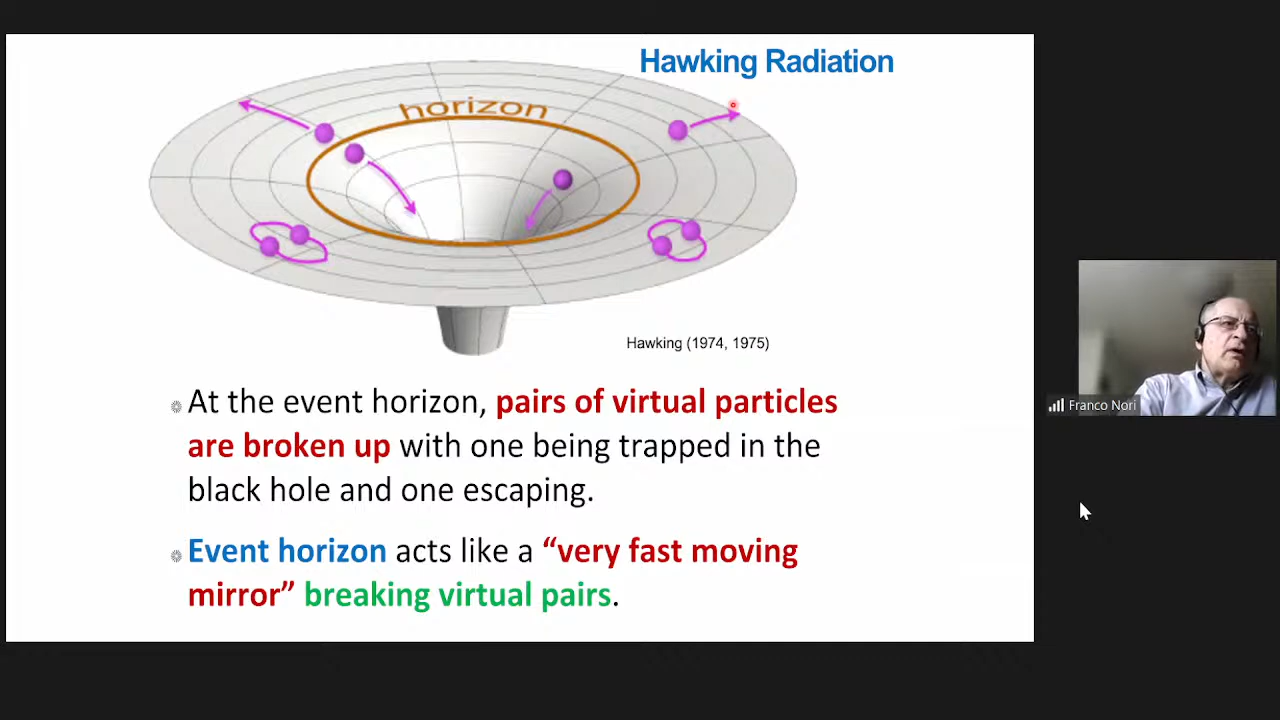 Hawking Radiation
horizon
Hawking (1974, 1975)
At the event horizon, pairs of virtual particles
are broken up with one being trapped in the
black hole and one escaping.
Event horizon acts like a “very fast moving
mirror” breaking virtual pairs.
Franco Nori